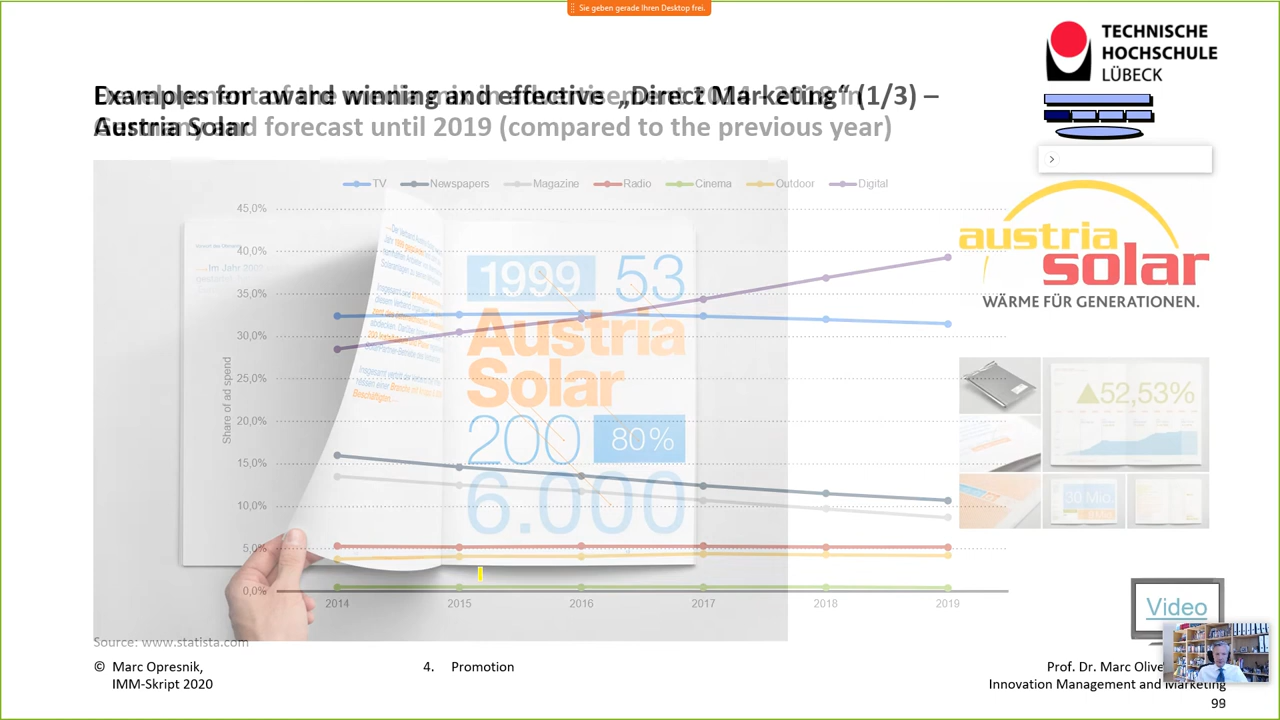 Sie geben gerade Ihren Desktop frei.
TECHNISCHE
HOCHSCHULE
LÜBECK
Examples for award winning and effective „Direct Marketing“ (1/3) –
Austria Solar
and forecast until 2019 (compared to the previous year)
TV
Newspapers
Magazine
Radio
Cinema
Outdoor
Digital
45,0%
40,0%
35,0%
30,0%
25,0%
20,0%
15,0%
10,0%
5,0%
0,0%
Share of ad spend
2014
2015
2016
2017
2018
2019
1999
53
Austria
Solar
200
80%
6.000
austria
solar
WÄRME FÜR GENERATIONEN.
▲52,53%
30 Mio.
Video
Source: www.statista.com
© Marc Opresnik,
IMM-Skript 2020
4. Promotion
Prof. Dr. Marc
Innovation Management and Marketing
99